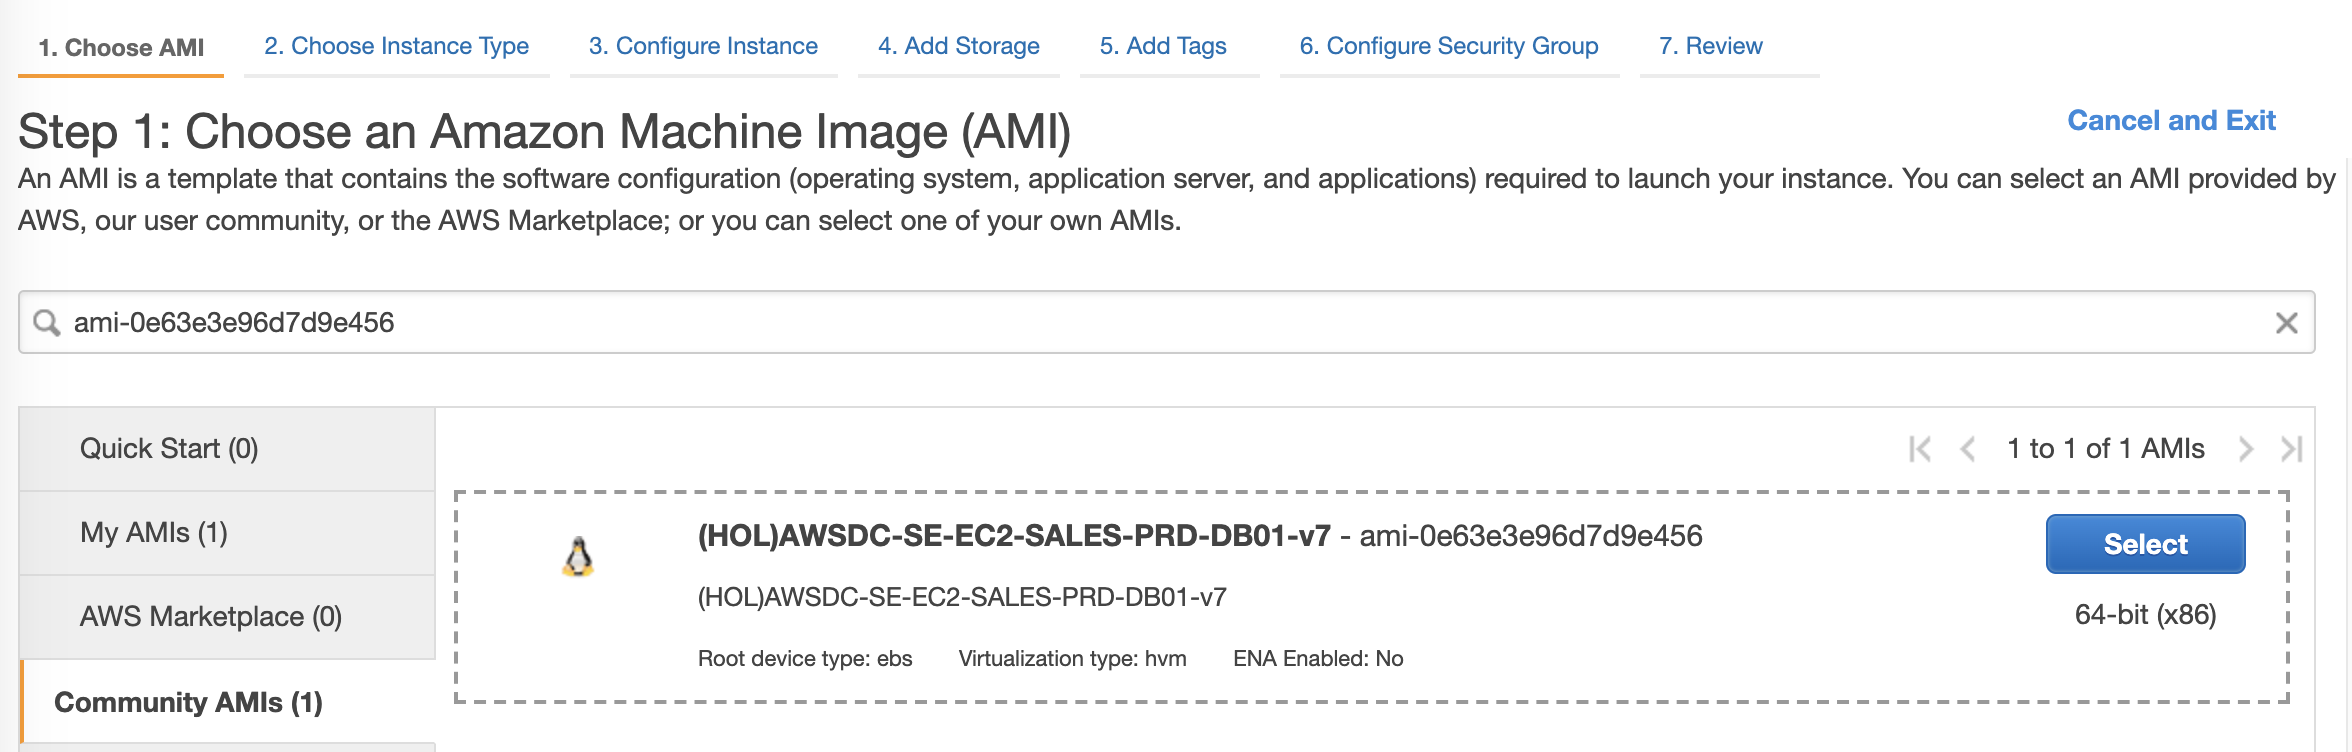 1. Choose AMI 2. Choose Instance Type 3. Configure Instance 4. Add Storage 5. Add Tags 6. Configure Security Group 7. Review
Step 1: Choose an Amazon Machine Image (AMI)
Cancel and Exit
An AMI is a template that contains the software configuration (operating system, application server, and applications) required to launch your instance. You can select an AMI provided by
AWS, our user community, or the AWS Marketplace; or you can select one of your own AMIs.
ami-0e63e3e96d7d9e456
Quick Start (0)
My AMIs (1)
AWS Marketplace (0)
Community AMIs (1)
1 to 1 of 1 AMIs
(HOL)AWSDC-SE-EC2-SALES-PRD-DB01-v7 - ami-0e63e3e96d7d9e456
Select
(HOL)AWSDC-SE-EC2-SALES-PRD-DB01-v7
64-bit (x86)
Root device type: ebs Virtualization type: hvm ENA Enabled: No